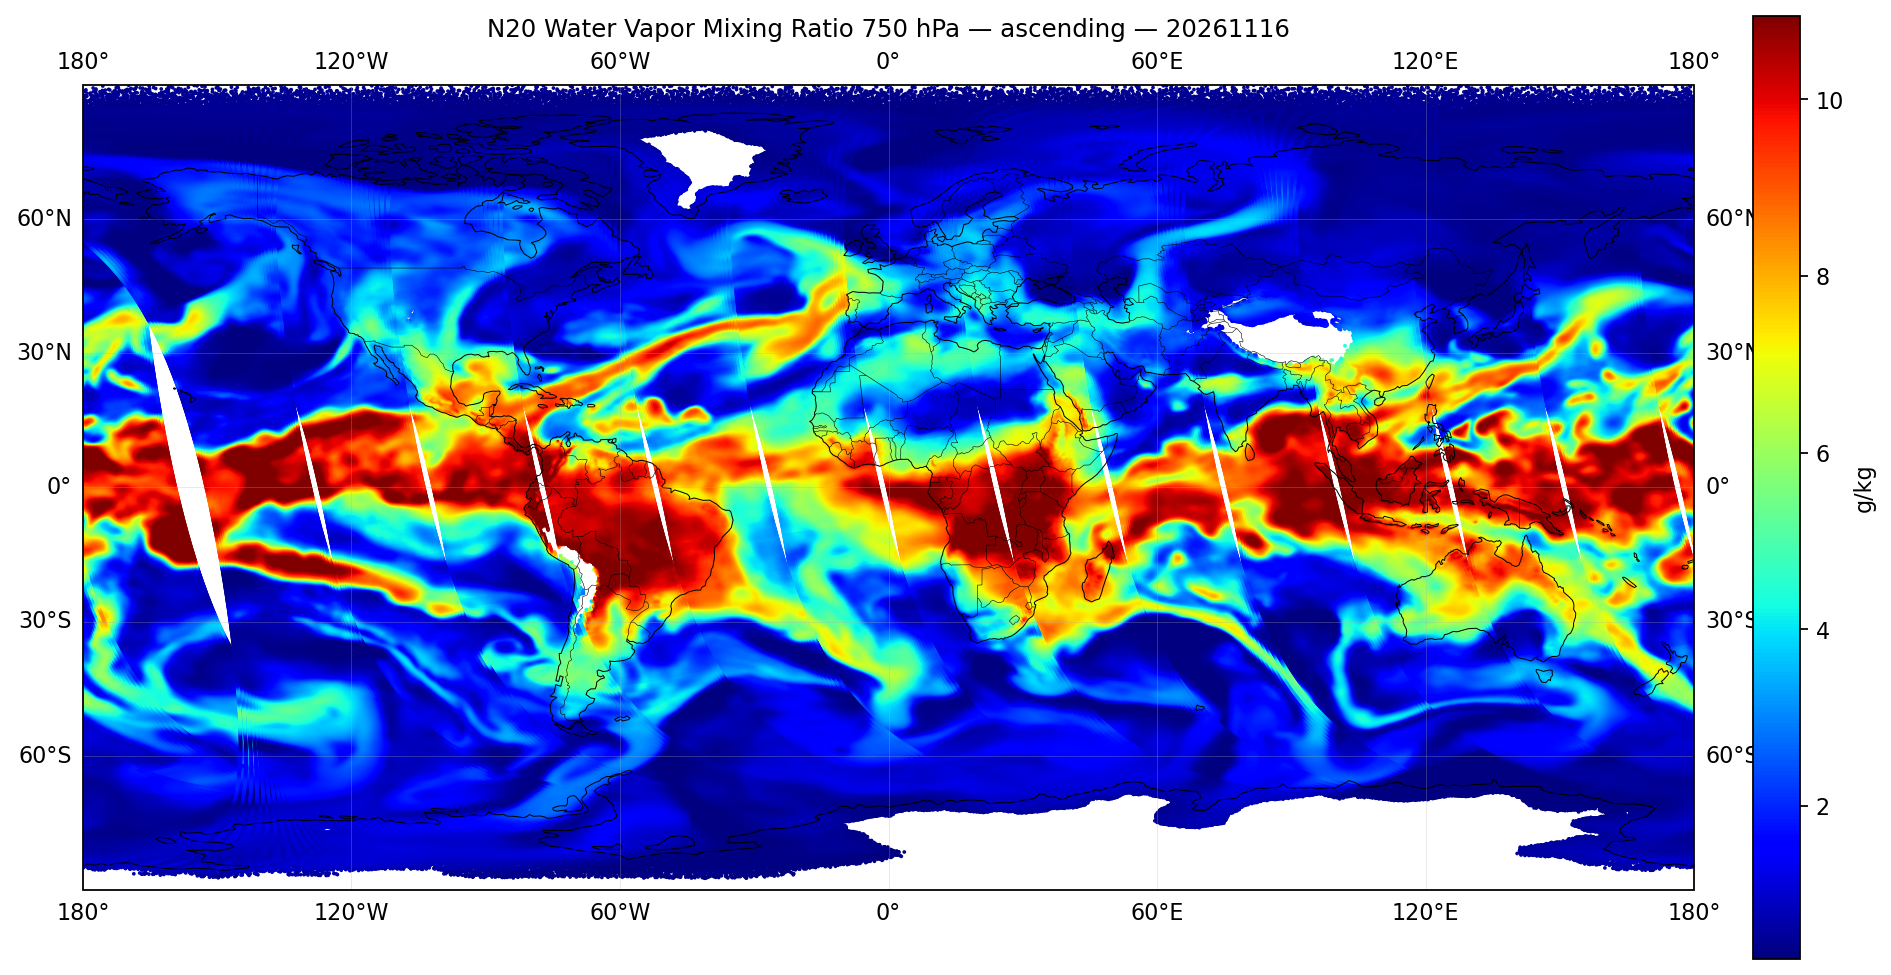 N20 Water Vapor Mixing Ratio 750 hPa — ascending — 20261116
180° 120°W 60°W 0° 60°E 120°E 180°
60°N 60°N
30°N 30°N
0° 0°
30°S 30°S
60°S 60°S
180° 120°W 60°W 0° 60°E 120°E 180°
10
8
6
4
2
g/kg